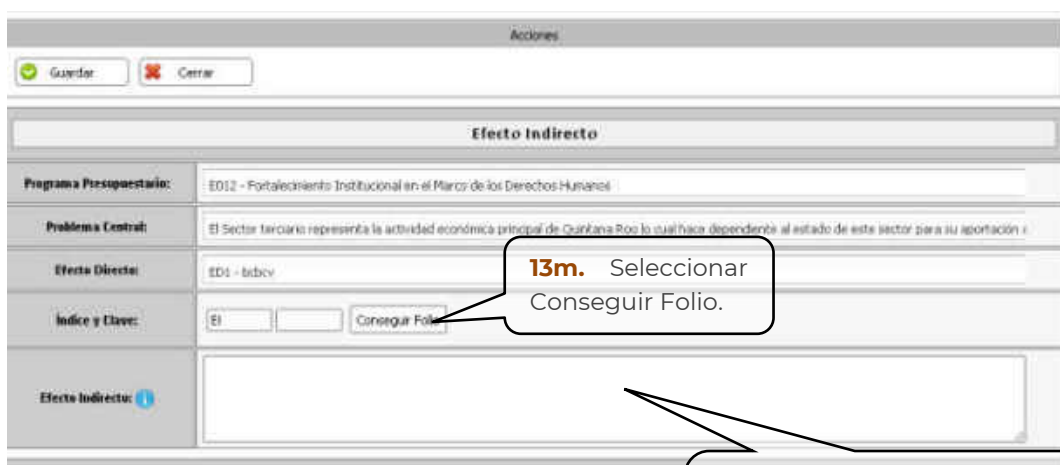 Acciones
Guardar Cerrar
Efecto Indirecto
Programa Presupuestario: E012 - Fortalecimiento Institucional en el Marco de los Derechos Humanos
Problema Central: El Sector terciario representa la actividad económica principal de Quintana Roo lo cual hace dependiente al estado de este sector para su aportación
Efecto Directo: ED1 - bcbcv
Índice y Clave: EI Conseguir Folio
13m. Seleccionar
Conseguir Folio.
Efecto Indirecto: